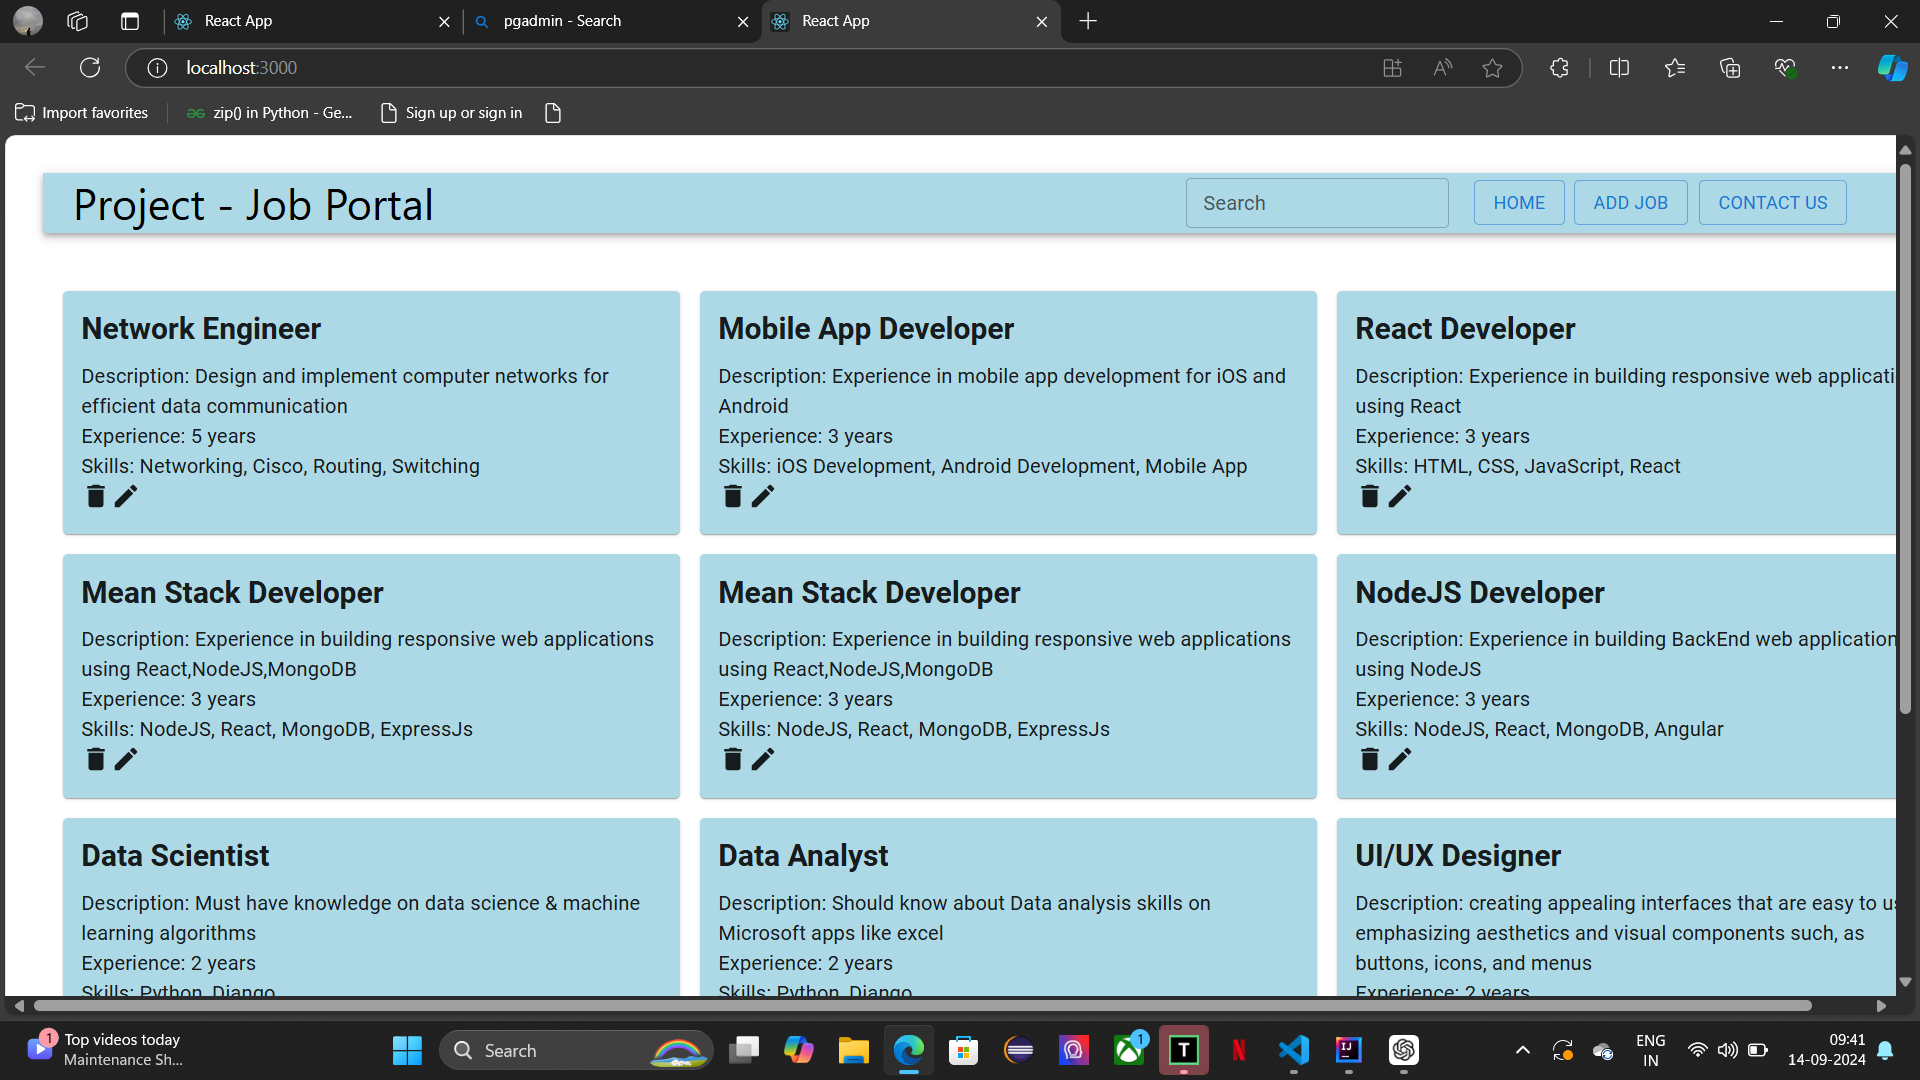 React App
pgadmin - Search
React App
localhost:3000
Import favorites
zip() in Python - Ge...
Sign up or sign in
Project - Job Portal
Search
HOME
ADD JOB
CONTACT US
Network Engineer
Description: Design and implement computer networks for
efficient data communication
Experience: 5 years
Skills: Networking, Cisco, Routing, Switching
Mobile App Developer
Description: Experience in mobile app development for iOS and
Android
Experience: 3 years
Skills: iOS Development, Android Development, Mobile App
React Developer
Description: Experience in building responsive web applicati
using React
Experience: 3 years
Skills: HTML, CSS, JavaScript, React
Mean Stack Developer
Description: Experience in building responsive web applications
using React,NodeJS,MongoDB
Experience: 3 years
Skills: NodeJS, React, MongoDB, ExpressJs
Mean Stack Developer
Description: Experience in building responsive web applications
using React,NodeJS,MongoDB
Experience: 3 years
Skills: NodeJS, React, MongoDB, ExpressJs
NodeJS Developer
Description: Experience in building BackEnd web application
using NodeJS
Experience: 3 years
Skills: NodeJS, React, MongoDB, Angular
Data Scientist
Description: Must have knowledge on data science & machine
learning algorithms
Experience: 2 years
Skills: Python, Django
Data Analyst
Description: Should know about Data analysis skills on
Microsoft apps like excel
Experience: 2 years
Skills: Python, Django
UI/UX Designer
Description: creating appealing interfaces that are easy to us
emphasizing aesthetics and visual components such, as
buttons, icons, and menus
Experience: 2 years
1
Top videos today
Maintenance Sh...
Search
1
T
N
IJ
ENG
IN
09:41
14-09-2024